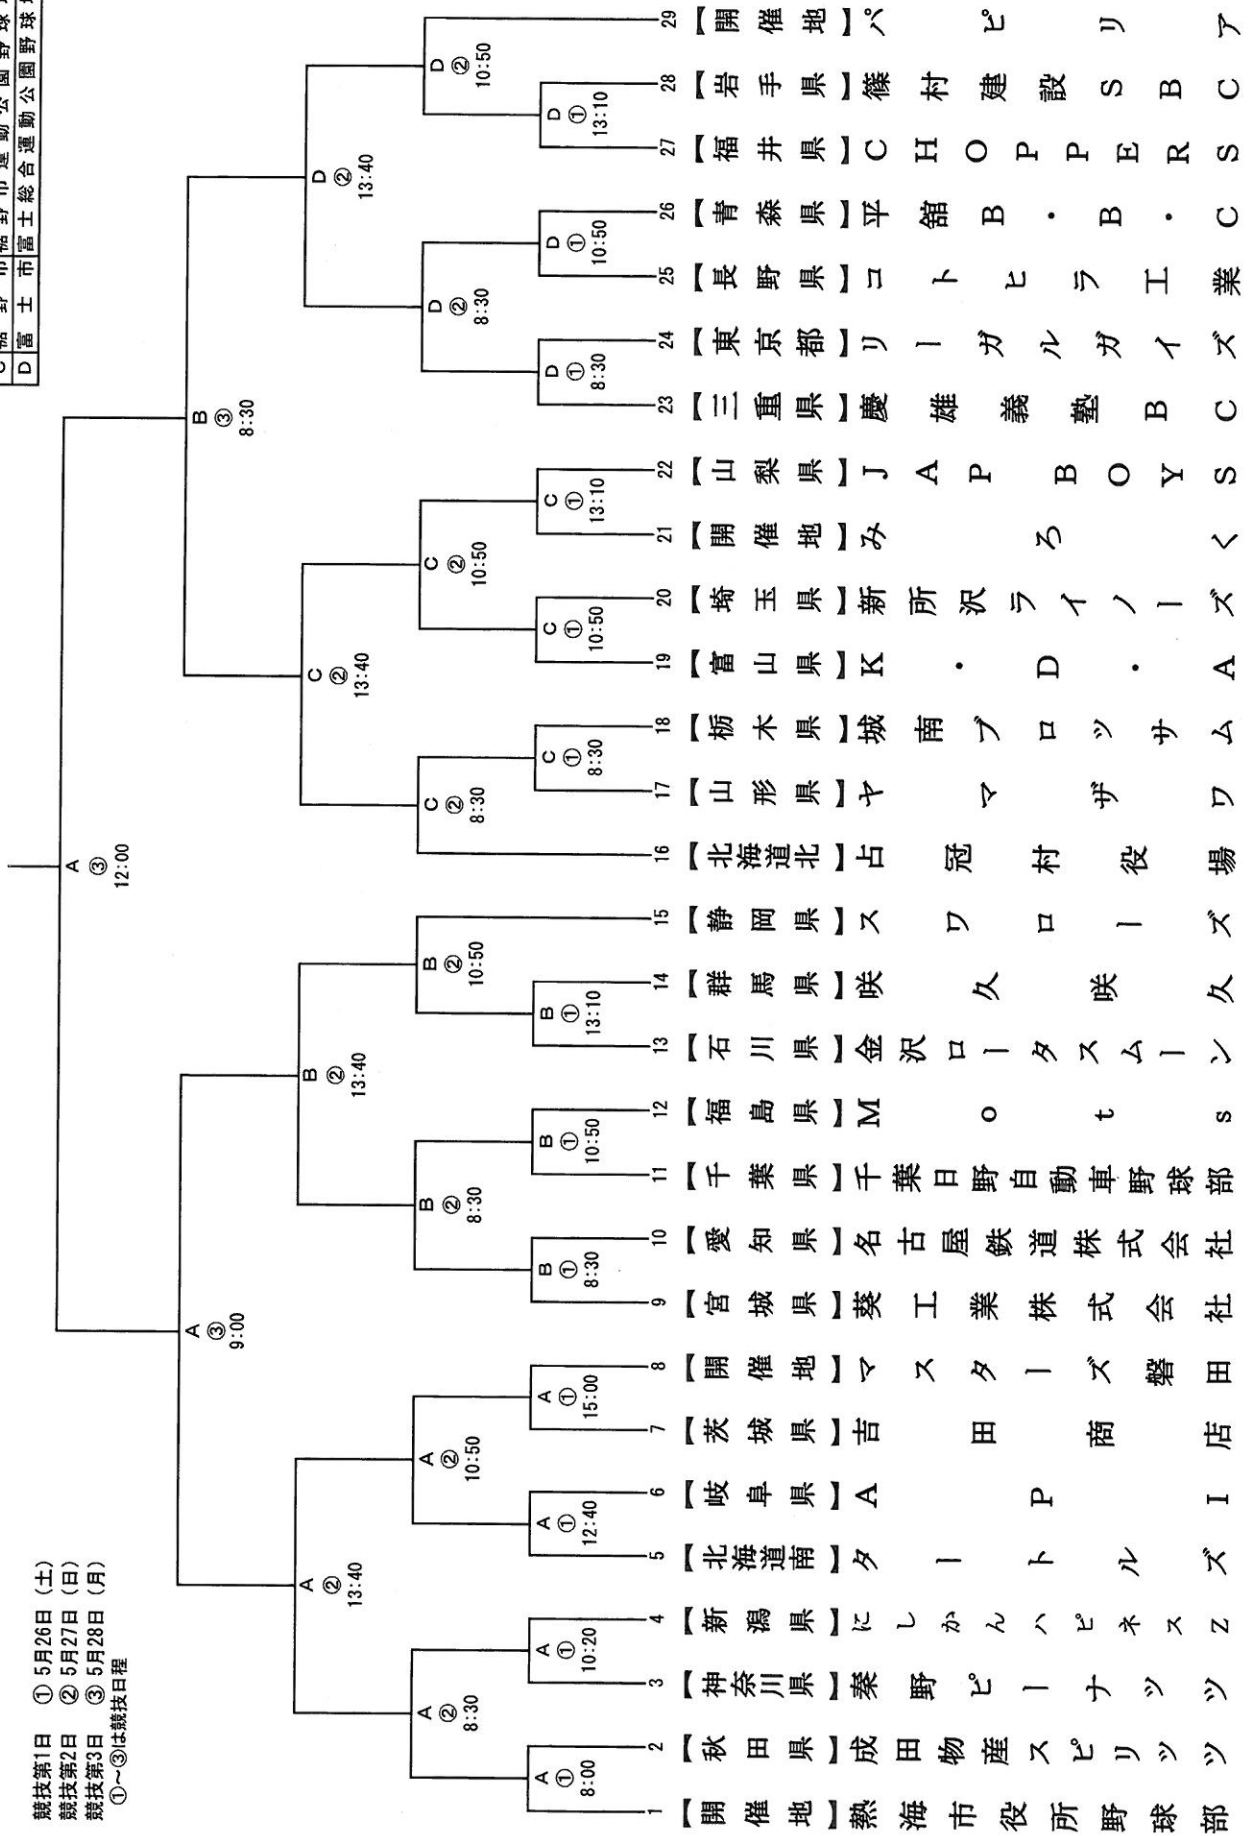 競技第1日 ① 5月26日（土）
競技第2日 ② 5月27日（日）
競技第3日 ③ 5月28日（月）
①～③は競技日程
D 富士市 富士総合運動公園野球場
A ③ 12:00
A ③ 9:00
B ③ 8:30
A ② 13:40
B ② 13:40
C ② 13:40
D ② 13:40
A ② 8:30
A ② 10:50
B ② 8:30
B ② 10:50
C ② 8:30
C ② 10:50
D ② 8:30
D ② 10:50
A ① 8:00
A ① 10:20
A ① 12:40
A ① 15:00
B ① 8:30
B ① 10:50
B ① 13:10
C ① 8:30
C ① 10:50
C ① 13:10
D ① 8:30
D ① 10:50
D ① 13:10
1 【開催地】熱海市役所野球部
2 【秋田県】成田物産スピリッツ
3 【神奈川県】秦野ピーナッツ
4 【新潟県】にしかんハピネスZ
5 【北海道南】タートルズ
6 【岐阜県】API
7 【茨城県】吉田商店
8 【開催地】マスターズ磐田
9 【宮城県】葵工業株式会社
10 【愛知県】名古屋鉄道株式会社
11 【千葉県】千葉日野自動車野球部
12 【福島県】Mots
13 【石川県】金沢ロータスムーン
14 【群馬県】咲久咲久
15 【静岡県】スワローズ
16 【北海道北】占冠村役場
17 【山形県】ヤマザワ
18 【栃木県】城南ブロッサム
19 【富山県】K・D・A
20 【埼玉県】新所沢ライノーズ
21 【開催地】みろく
22 【山梨県】JAP BOYS
23 【三重県】慶雄義塾BC
24 【東京都】リーガルガイズ
25 【長野県】コトヒラ工業
26 【青森県】平舘B・B・C
27 【福井県】CHOPPERS
28 【岩手県】篠村建設SBC
29 【開催地】パピリア